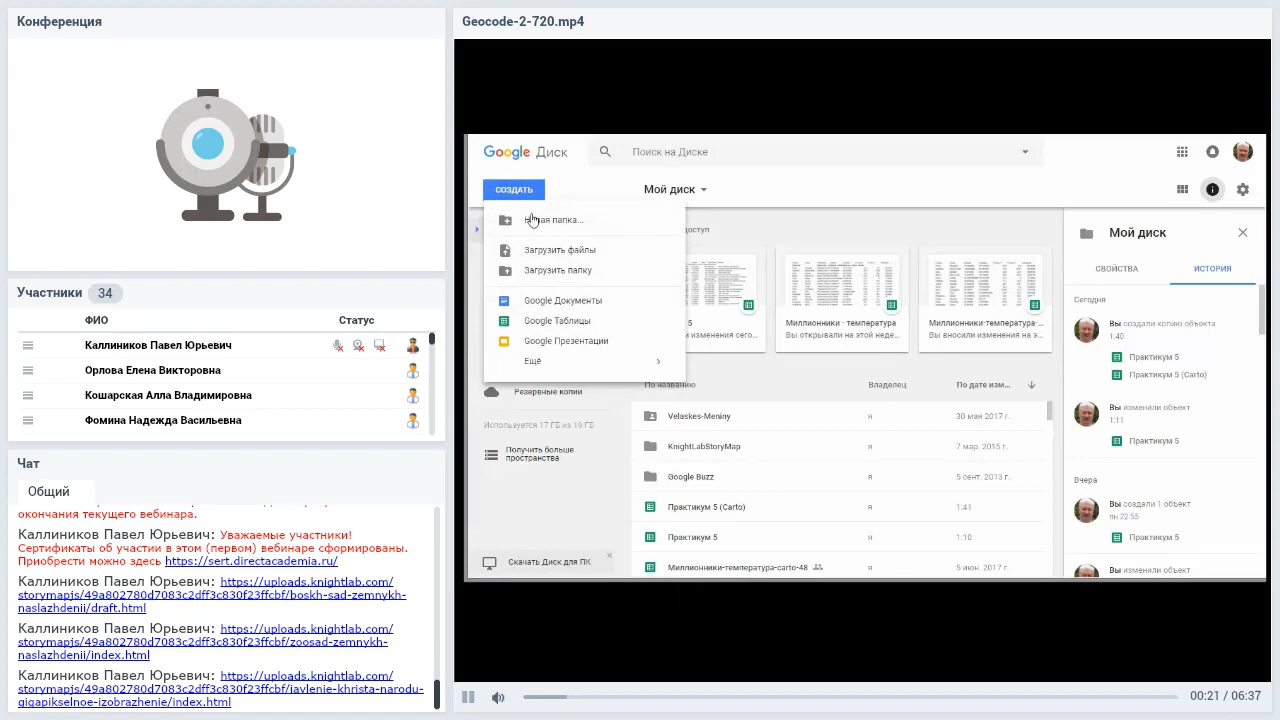 Конференция
Участники 34
ФИО Статус
Каллиников Павел Юрьевич
Орлова Елена Викторовна
Кошарская Алла Владимировна
Фомина Надежда Васильевна
Чат
Общий
окончания текущего вебинара.
Каллиников Павел Юрьевич: Уважаемые участники!
Сертификаты об участии в этом (первом) вебинаре сформированы.
Приобрести можно здесь https://sert.directacademia.ru/
Каллиников Павел Юрьевич: https://uploads.knightlab.com/
storymapjs/49a802780d7083c2dff3c830f23ffcbf/boskh-sad-zemnykh-
naslazhdenii/draft.html
Каллиников Павел Юрьевич: https://uploads.knightlab.com/
storymapjs/49a802780d7083c2dff3c830f23ffcbf/zoosad-zemnykh-
naslazhdenii/index.html
Каллиников Павел Юрьевич: https://uploads.knightlab.com/
storymapjs/49a802780d7083c2dff3c830f23ffcbf/iavlenie-khrista-narodu-
gigapikselnoe-izobrazhenie/index.html
Geocode-2-720.mp4
Google Диск
Поиск на Диске
СОЗДАТЬ
Мой диск
папка...
Загрузить файлы
Загрузить папку
Google Документы
Google Таблицы
Google Презентации
Ещё
Резервные копии
Используется 17 ГБ из 19 ГБ
Получить больше
пространства
Скачать Диск для ПК
доступ
5
изменения сего...
Миллионники - температура
Вы открывали на этой неде...
Миллионники-температура-...
Вы вносили изменения на э...
По названию Владелец По дате изм...
Velaskes-Meniny я 30 мая 2017 г.
KnightLabStoryMap я 7 мар. 2015 г.
Google Buzz я 5 сент. 2013 г.
Практикум 5 (Carto) я 1:41
Практикум 5 я 1:10
Миллионники-температура-carto-48 я 5 июн. 2017 г.
Мой диск
СВОЙСТВА ИСТОРИЯ
Сегодня
Вы создали копию объекта
1:40
Практикум 5
Практикум 5 (Carto)
Вы изменили объект
1:11
Практикум 5
Вчера
Вы создали 1 объект
пн 22:55
Практикум 5
Вы изменили объект
00:21 / 06:37